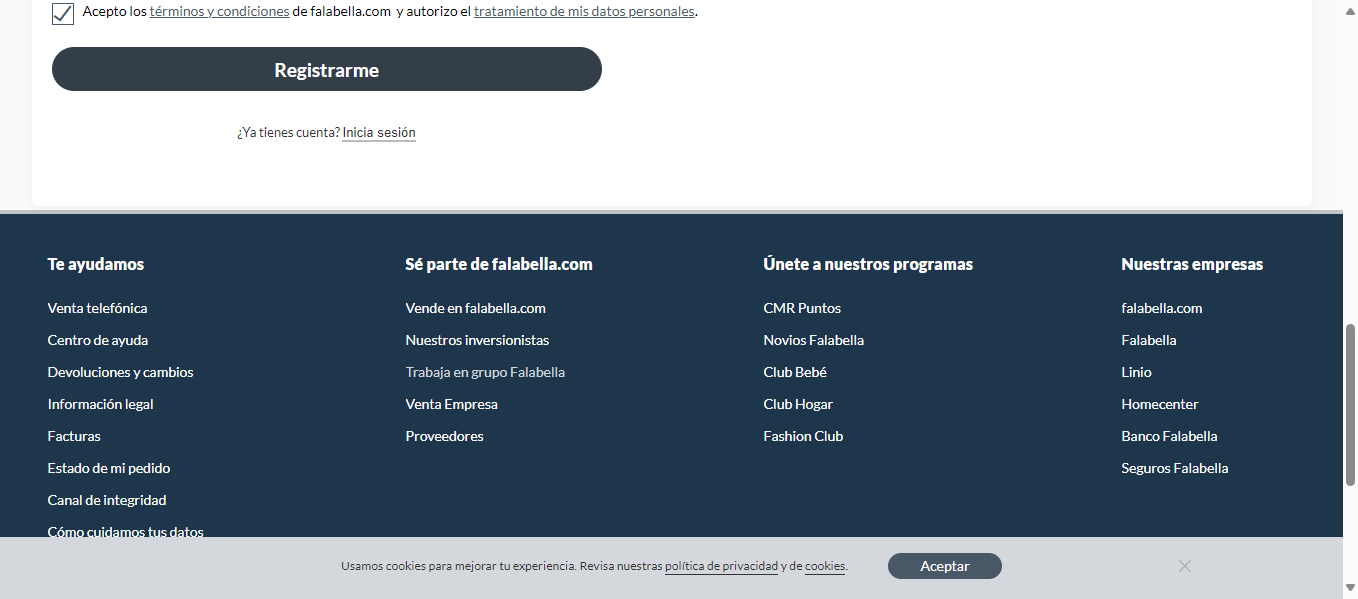 Acepto los términos y condiciones de falabella.com y autorizo el tratamiento de mis datos personales.
Registrarme
¿Ya tienes cuenta? Inicia sesión
Te ayudamos
Venta telefónica
Centro de ayuda
Devoluciones y cambios
Información legal
Facturas
Estado de mi pedido
Canal de integridad
Cómo cuidamos tus datos
Sé parte de falabella.com
Vende en falabella.com
Nuestros inversionistas
Trabaja en grupo Falabella
Venta Empresa
Proveedores
Únete a nuestros programas
CMR Puntos
Novios Falabella
Club Bebé
Club Hogar
Fashion Club
Nuestras empresas
falabella.com
Falabella
Linio
Homecenter
Banco Falabella
Seguros Falabella
Usamos cookies para mejorar tu experiencia. Revisa nuestras política de privacidad y de cookies.
Aceptar